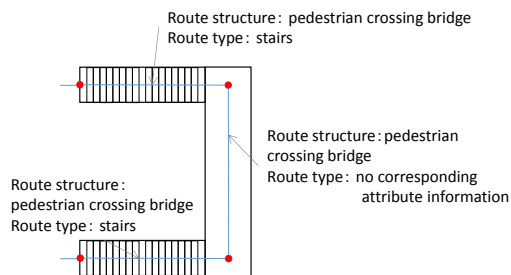 Route structure: pedestrian crossing bridge
Route type: stairs
Route structure: pedestrian
crossing bridge
Route type: no corresponding
attribute information
Route structure:
pedestrian crossing bridge
Route type: stairs